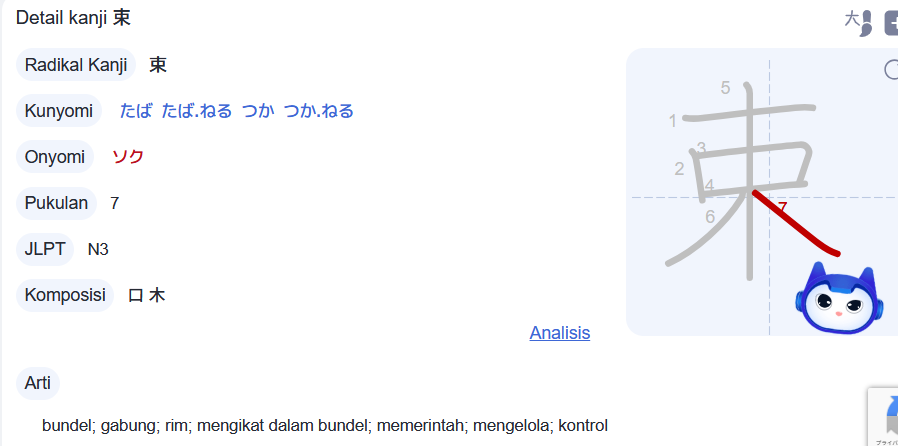 Detail kanji 束
大
Radikal Kanji 束
Kunyomi たば たば.ねる つか つか.ねる
Onyomi ソク
Pukulan 7
JLPT N3
Komposisi 口 木
Analisis
Arti
bundel; gabung; rim; mengikat dalam bundel; memerintah; mengelola; kontrol
5
1
3
2
4
7
6